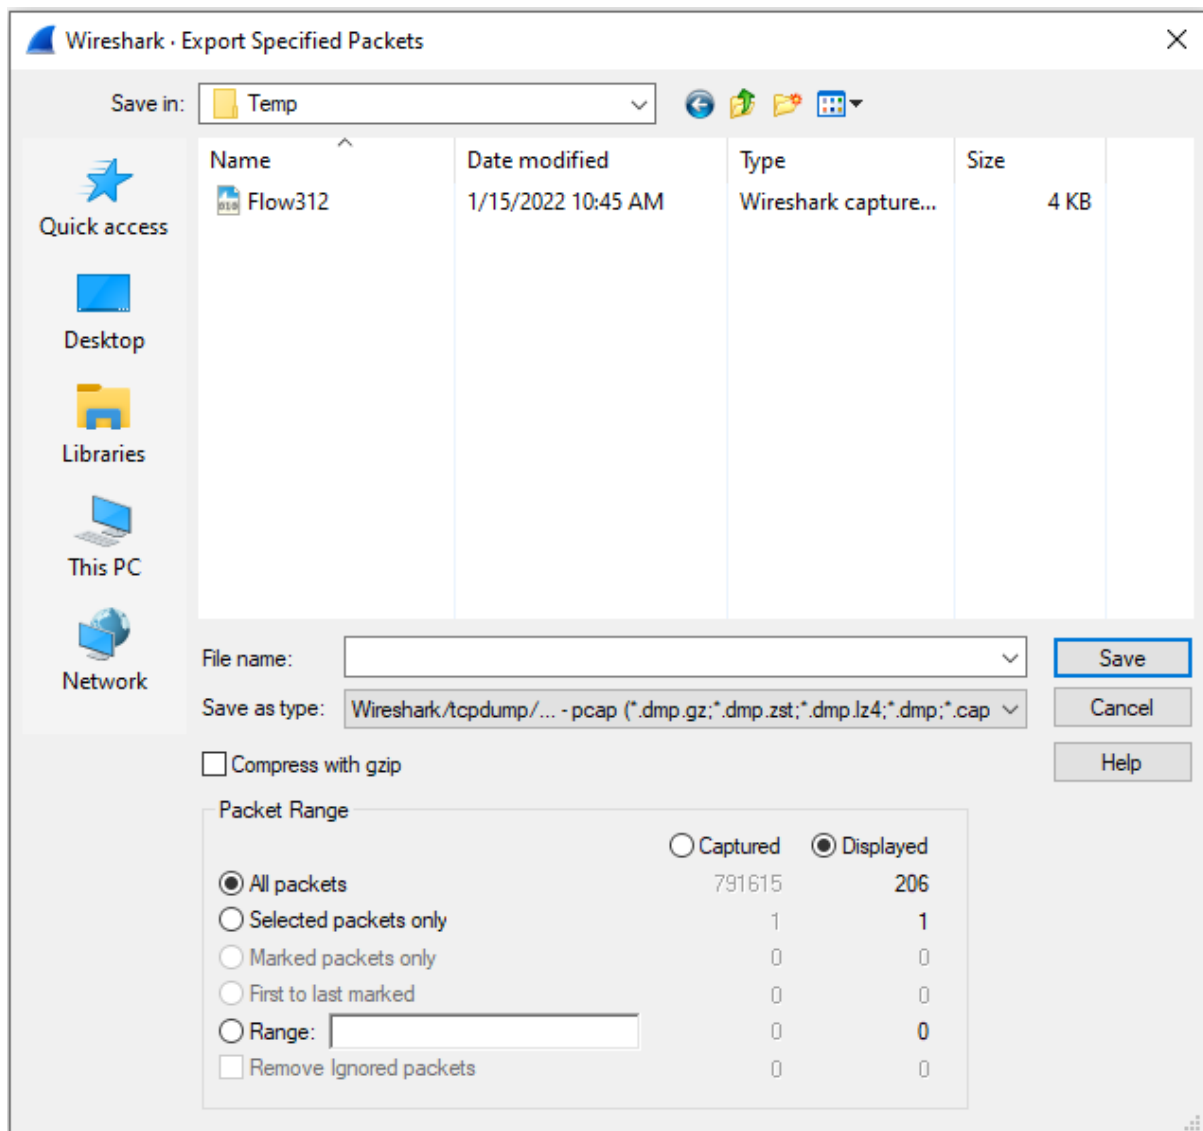 Wireshark · Export Specified Packets
Save in: Temp
Name Date modified Type Size
Flow312 1/15/2022 10:45 AM Wireshark capture... 4 KB
Quick access
Desktop
Libraries
This PC
Network
File name: Save
Save as type: Wireshark/tcpdump/... - pcap (*.dmp.gz;*.dmp.zst;*.dmp.lz4;*.dmp;*.cap Cancel
Compress with gzip Help
Packet Range
Captured Displayed
All packets 791615 206
Selected packets only 1 1
Marked packets only 0 0
First to last marked 0 0
Range: 0 0
Remove Ignored packets 0 0